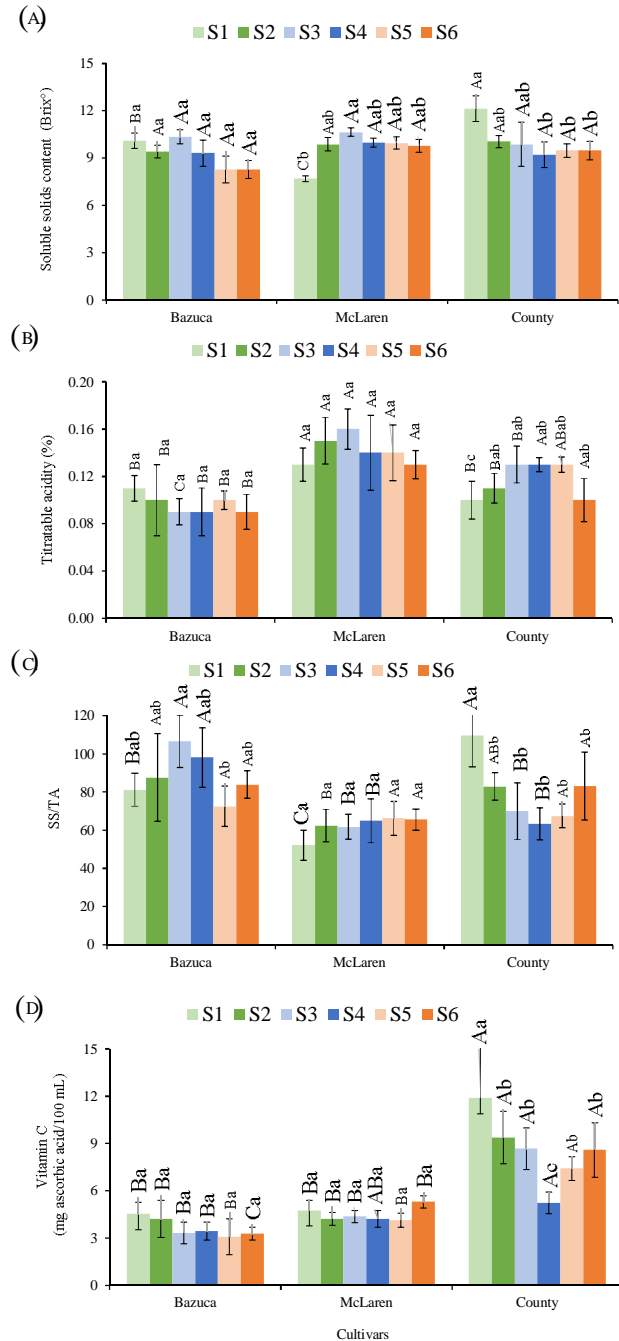 (A)
S1 S2 S3 S4 S5 S6
Soluble solids content (Brix°)
15
12
9
6
3
0
Ba Aa Aa Aa Aa Aa
Cb Aab Aa Aab Aab Aab
Aa Aab Aab Ab Ab Ab
Bazuca McLaren County
(B)
S1 S2 S3 S4 S5 S6
Titratable acidity (%)
0.20
0.16
0.12
0.08
0.04
0.00
Ba Ba Ca Ba Ba Ba
Aa Aa Aa Aa Aa Aa
Bc Bab Bab Aab ABab Aab
Bazuca McLaren County
(C)
S1 S2 S3 S4 S5 S6
SS/TA
120
100
80
60
40
20
0
Bab Aab Aa Aab Ab Aab
Ca Ba Ba Ba Aa Aa
Aa ABb Bb Bb Ab Ab
Bazuca McLaren County
(D)
S1 S2 S3 S4 S5 S6
Vitamin C
(mg ascorbic acid/100 mL)
15
12
9
6
3
0
Ba Ba Ba Ba Ba Ca
Ba Ba Ba ABa Ba Ba
Aa Ab Ab Ac Ab Ab
Bazuca McLaren County
Cultivars